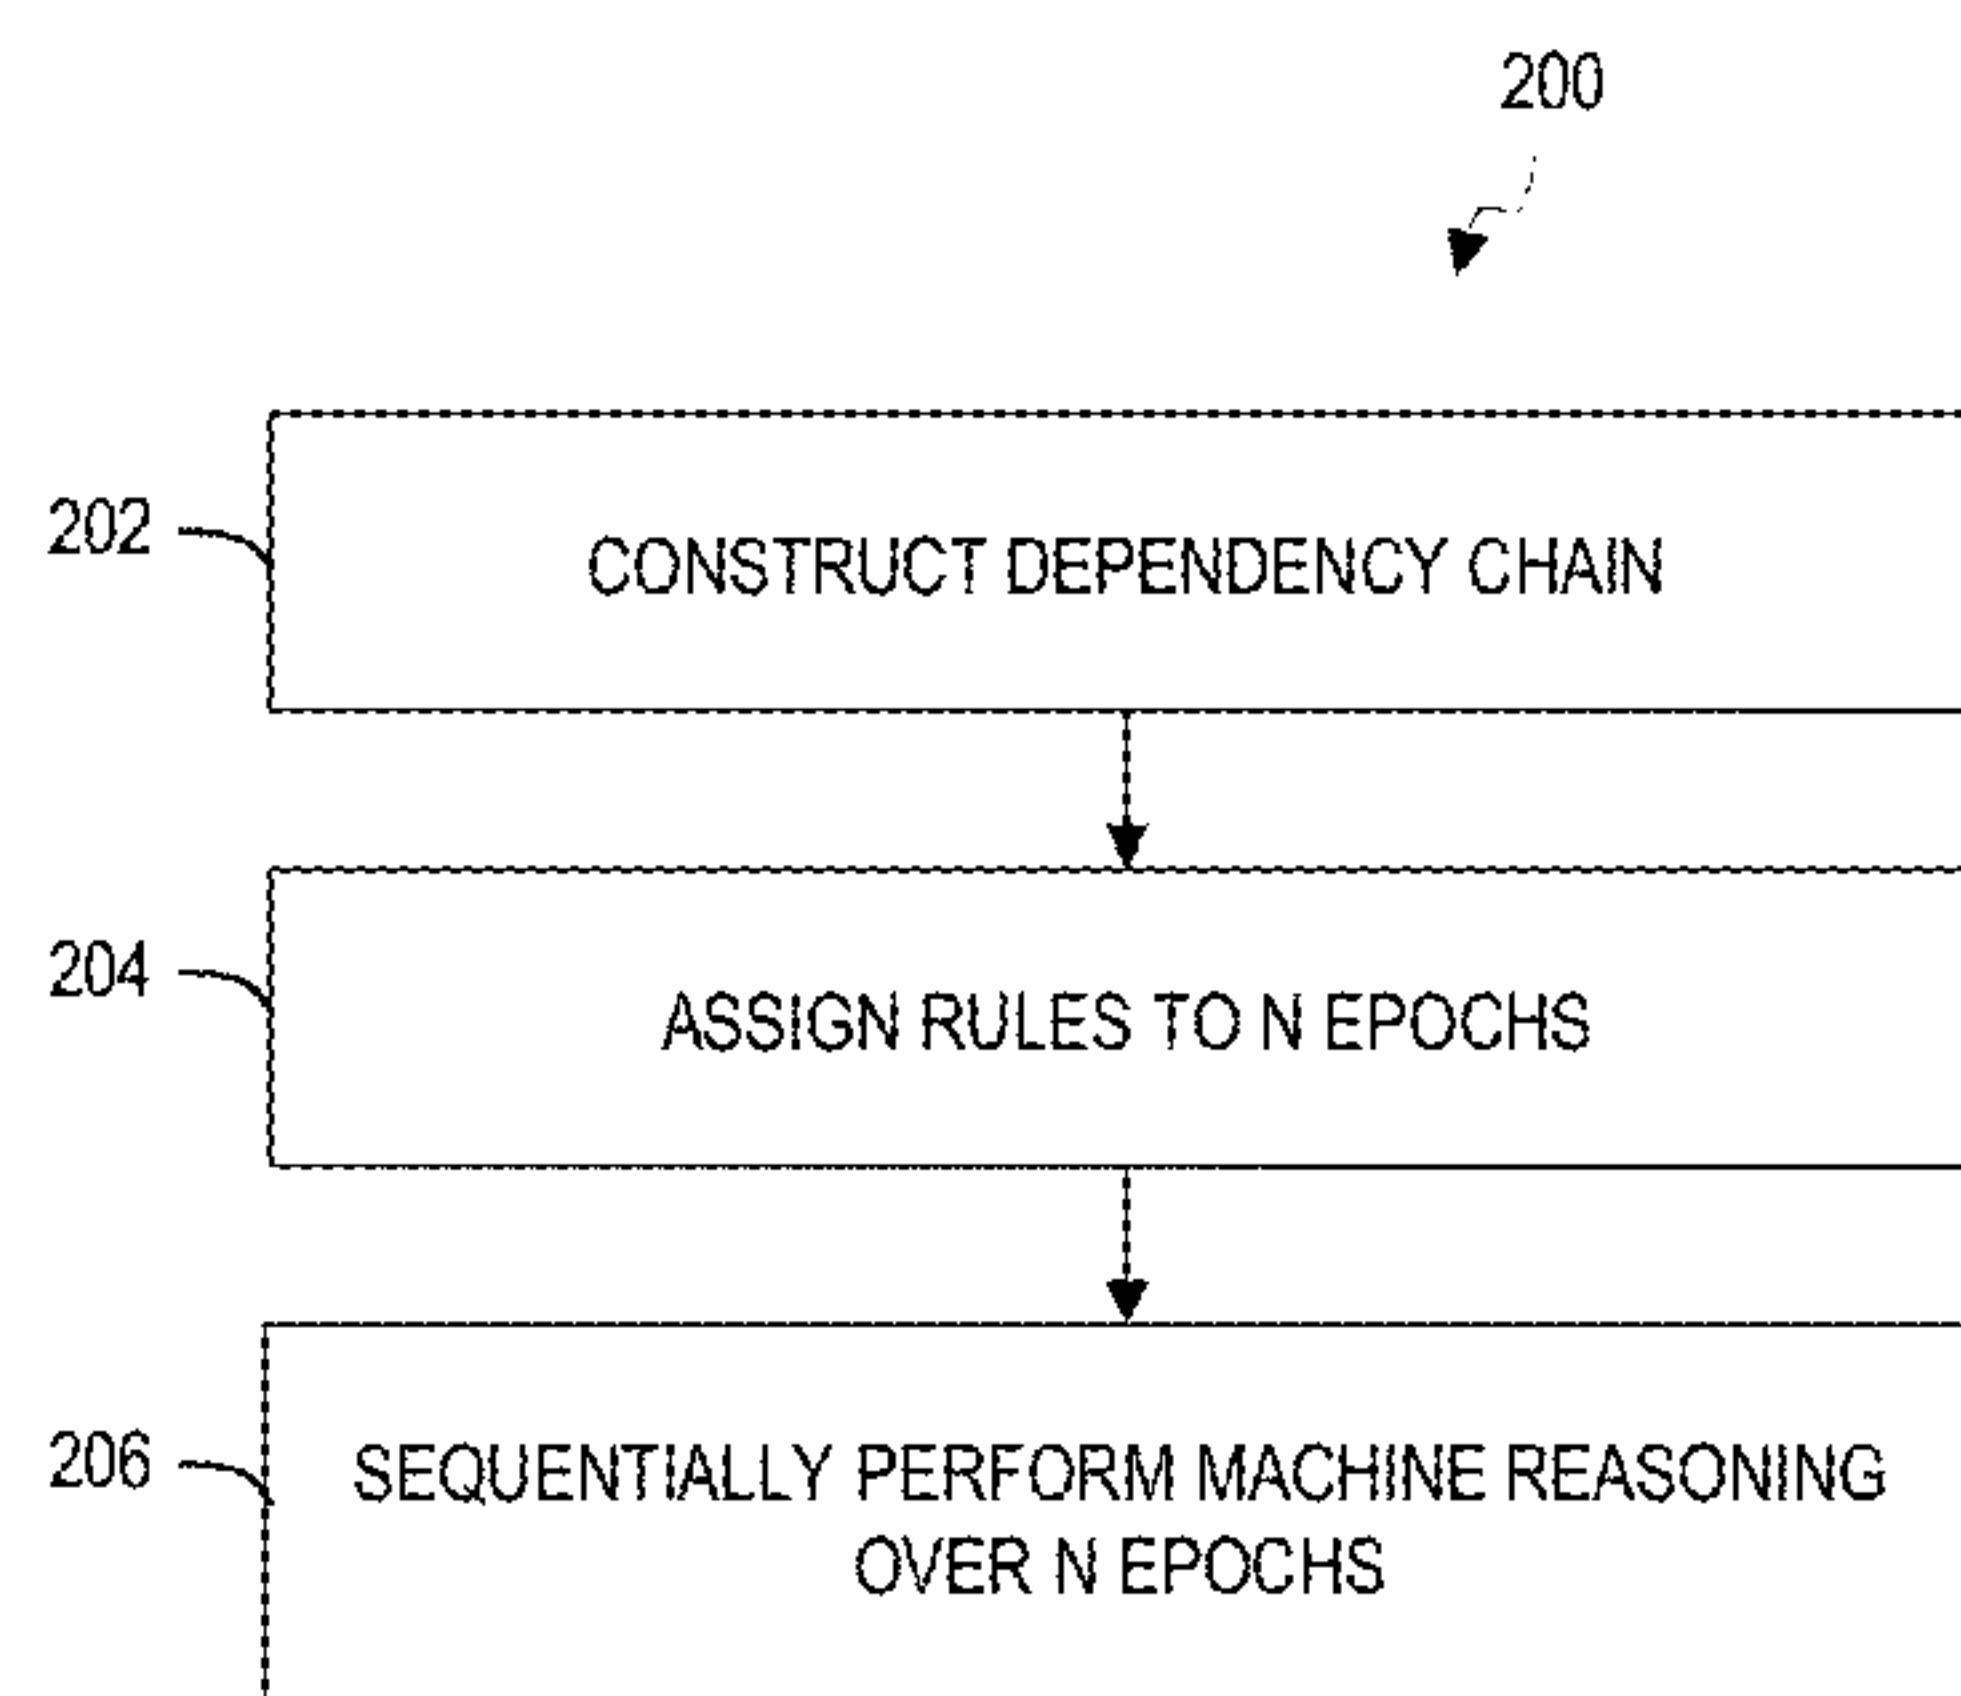 200
202
CONSTRUCT DEPENDENCY CHAIN
204
ASSIGN RULES TO N EPOCHS
206
SEQUENTIALLY PERFORM MACHINE REASONING
OVER N EPOCHS